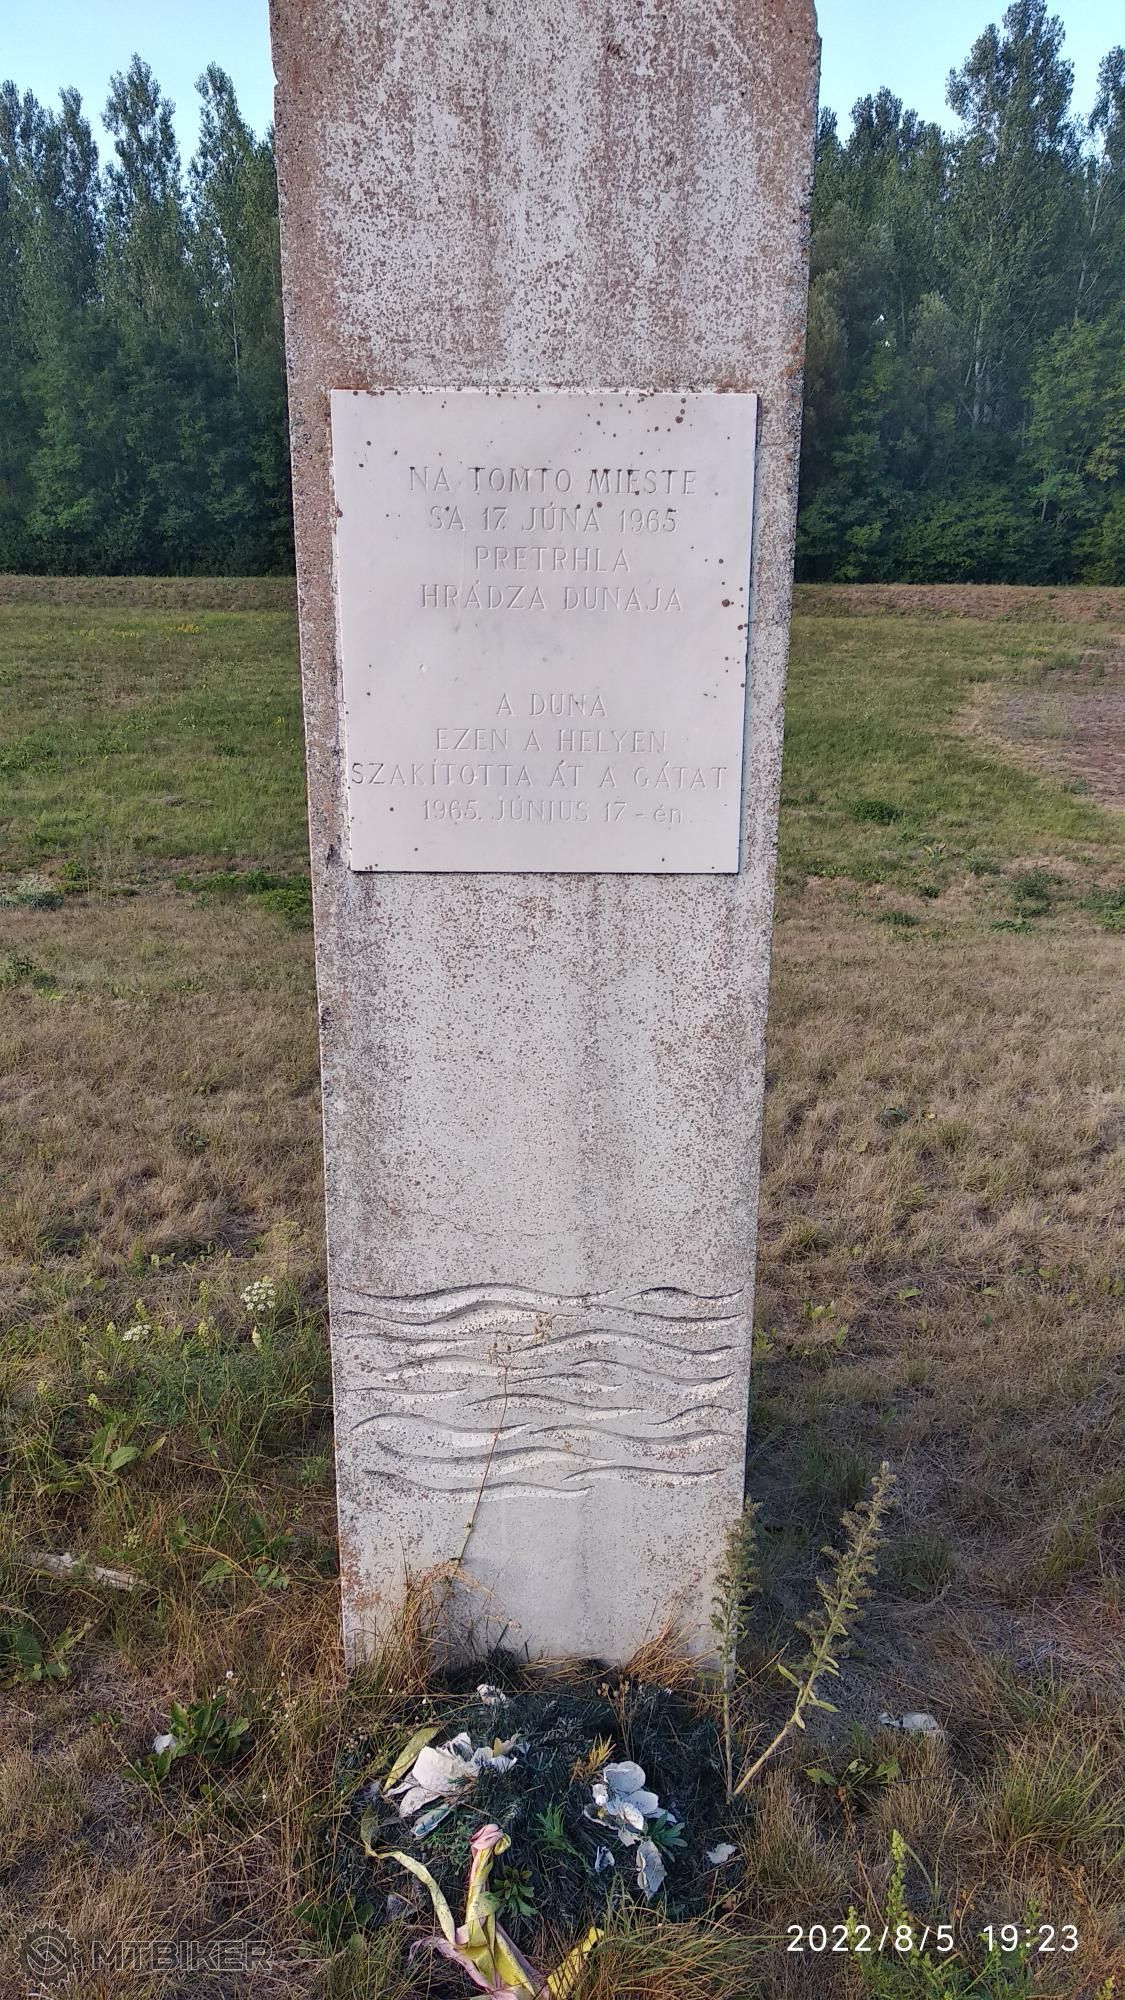 NA TOMTO MIESTE
SA 17. JÚNA 1965
PRETRHLA
HRÁDZA DUNAJA
A DUNA
EZEN A HELYEN
SZAKÍTOTTA ÁT A GÁTAT
1965. JÚNIUS 17 - én
2022/8/5 19:23
MTBIKER